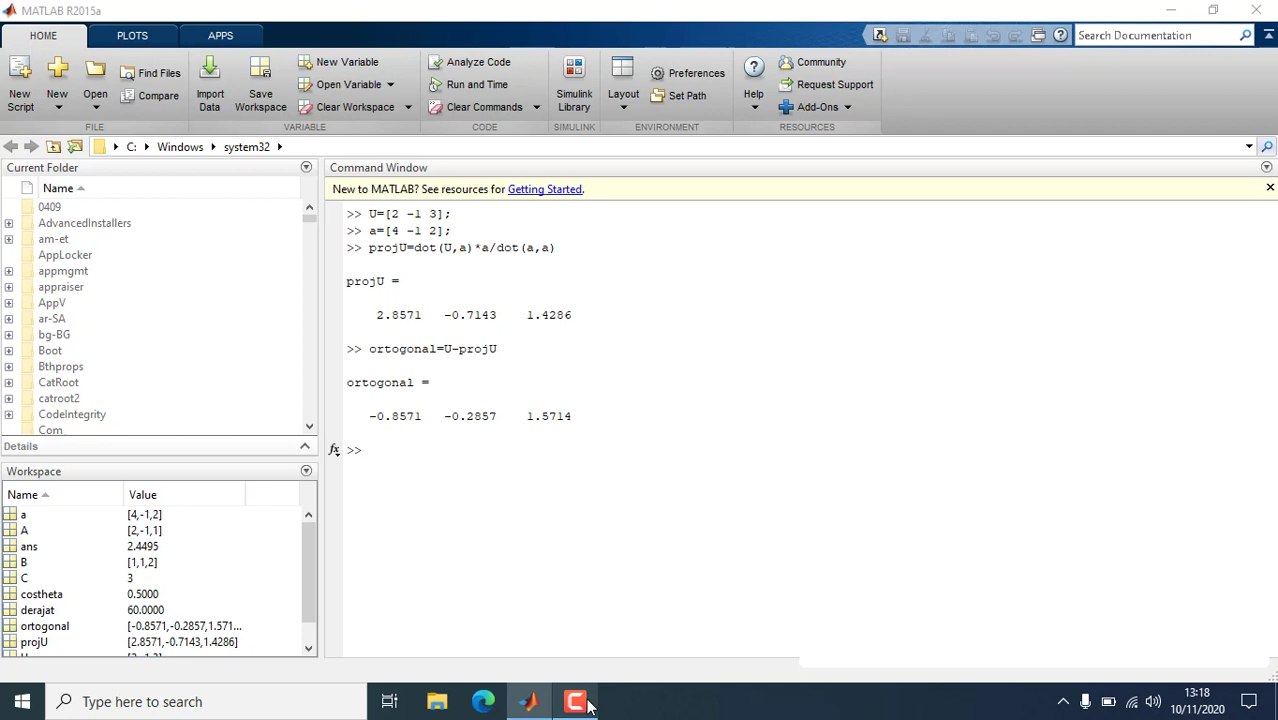 MATLAB R2015a
HOME PLOTS APPS
Search Documentation
New Script
New
Open
Find Files
Compare
Import Data
Save Workspace
New Variable
Open Variable
Clear Workspace
Analyze Code
Run and Time
Clear Commands
Simulink Library
Layout
Preferences
Set Path
Help
Community
Request Support
Add-Ons
FILE VARIABLE CODE SIMULINK ENVIRONMENT RESOURCES
C: Windows system32
Current Folder
Name
0409
AdvancedInstallers
am-et
AppLocker
appmgmt
appraiser
AppV
ar-SA
bg-BG
Boot
Bthprops
CatRoot
catroot2
CodeIntegrity
Com
Details
Workspace
Name Value
a [4,-1,2]
A [2,-1,1]
ans 2.4495
B [1,1,2]
C 3
costheta 0.5000
derajat 60.0000
ortogonal [-0.8571,-0.2857,1.571...
projU [2.8571,-0.7143,1.4286]
Command Window
New to MATLAB? See resources for Getting Started.
>> U=[2 -1 3];
>> a=[4 -1 2];
>> projU=dot(U,a)*a/dot(a,a)
projU =
2.8571 -0.7143 1.4286
>> ortogonal=U-projU
ortogonal =
-0.8571 -0.2857 1.5714
fx >>
Type here to search
13:18
10/11/2020